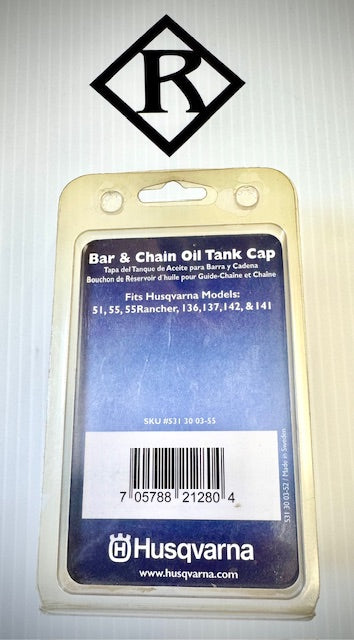 R
Bar & Chain Oil Tank Cap
Tapa del Tanque de Aceite para Barra y Cadena
Bouchon de Réservoir d'huile pour Guide-Chaîne et Chaîne
Fits Husqvarna Models:
51, 55, 55Rancher, 136,137,142, &141
SKU #531 30 03-55
7 05788 21280 4
531 30 03-52 / Made in Sweden
H Husqvarna
www.husqvarna.com